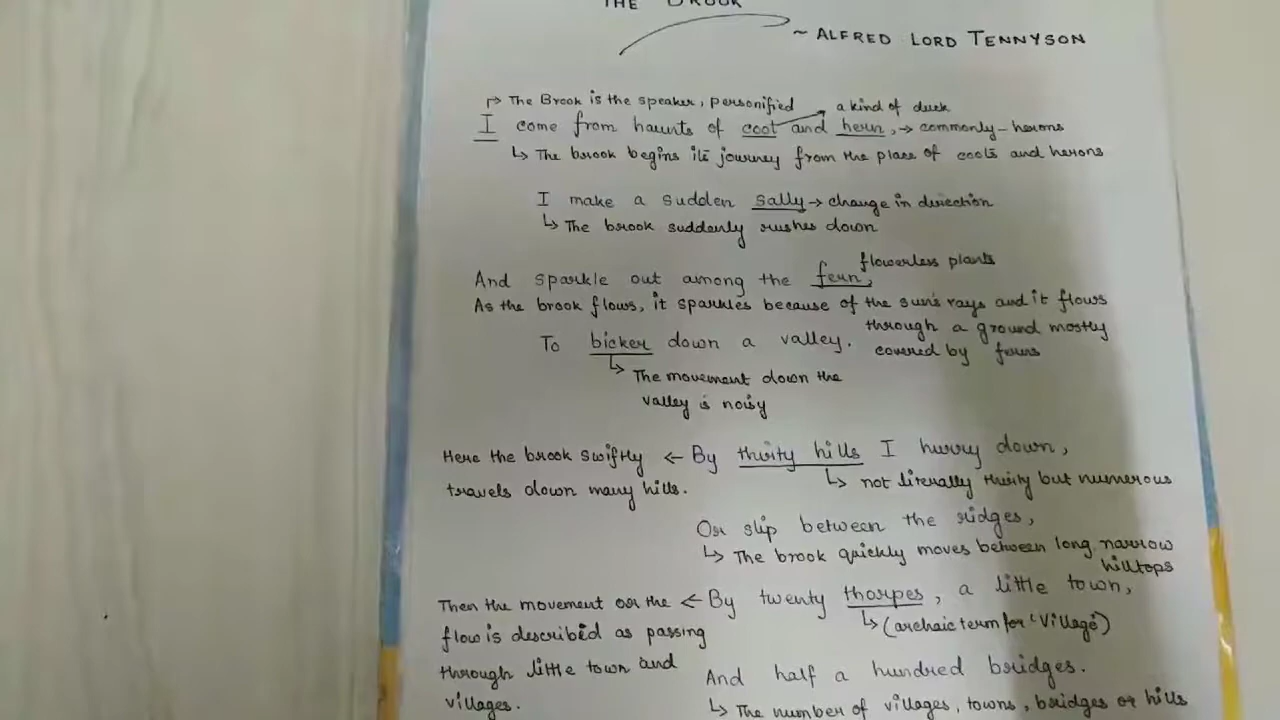 THE BROOK
~ ALFRED LORD TENNYSON
↱ The Brook is the speaker, personified a kind of duck
I come from haunts of coot and hern, → commonly - herons
↳ The brook begins its journey from the place of coots and herons
I make a sudden sally → change in direction
↳ The brook suddenly rushes down
flowerless plants
And sparkle out among the fern,
As the brook flows, it sparkles because of the sun's rays and it flows
through a ground mostly
To bicker down a valley. covered by ferns
↳ The movement down the
valley is noisy
Here the brook swiftly ← By thirty hills I hurry down,
travels down many hills. ↳ not literally thirty but numerous
Or slip between the ridges,
↳ The brook quickly moves between long narrow
hilltops
Then the movement or the ← By twenty thorpes, a little town,
flow is described as passing ↳ (archaic term for 'Village')
through little town and And half a hundred bridges.
villages. ↳ The number of villages, towns, bridges or hills